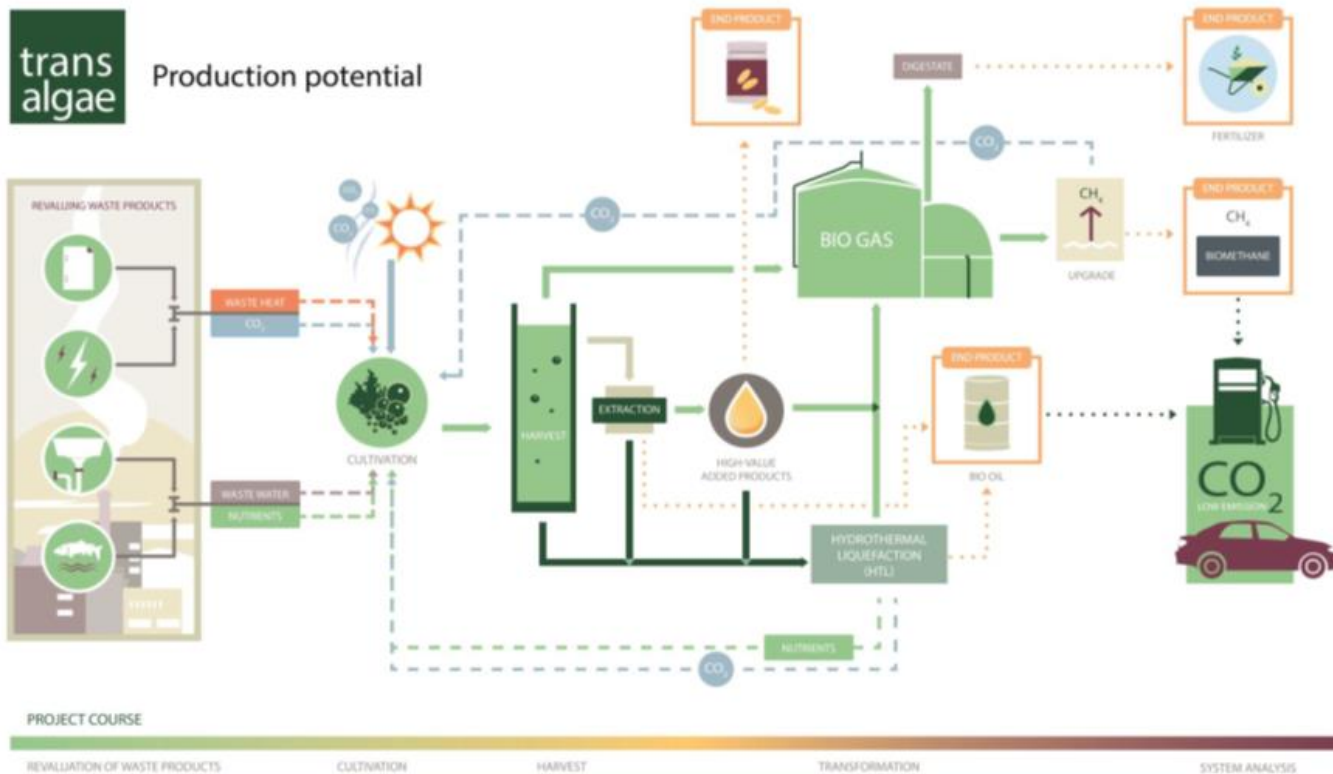 trans
algae
Production potential
REVALUING WASTE PRODUCTS
WASTE HEAT
CO₂
WASTE WATER
NUTRIENTS
CO₂
CULTIVATION
HARVEST
EXTRACTION
HIGH-VALUE
ADDED PRODUCTS
END-PRODUCT
CO₂
CO₂
BIO GAS
DIGESTATE
END-PRODUCT
FERTILIZER
CH₄
UPGRADE
END-PRODUCT
CH₄
BIOMETHANE
END-PRODUCT
BIO OIL
HYDROTHERMAL
LIQUEFACTION
(HTL)
NUTRIENTS
CO₂
CO₂
LOW EMISSION
PROJECT COURSE
REVALUATION OF WASTE PRODUCTS
CULTIVATION
HARVEST
TRANSFORMATION
SYSTEM ANALYSIS